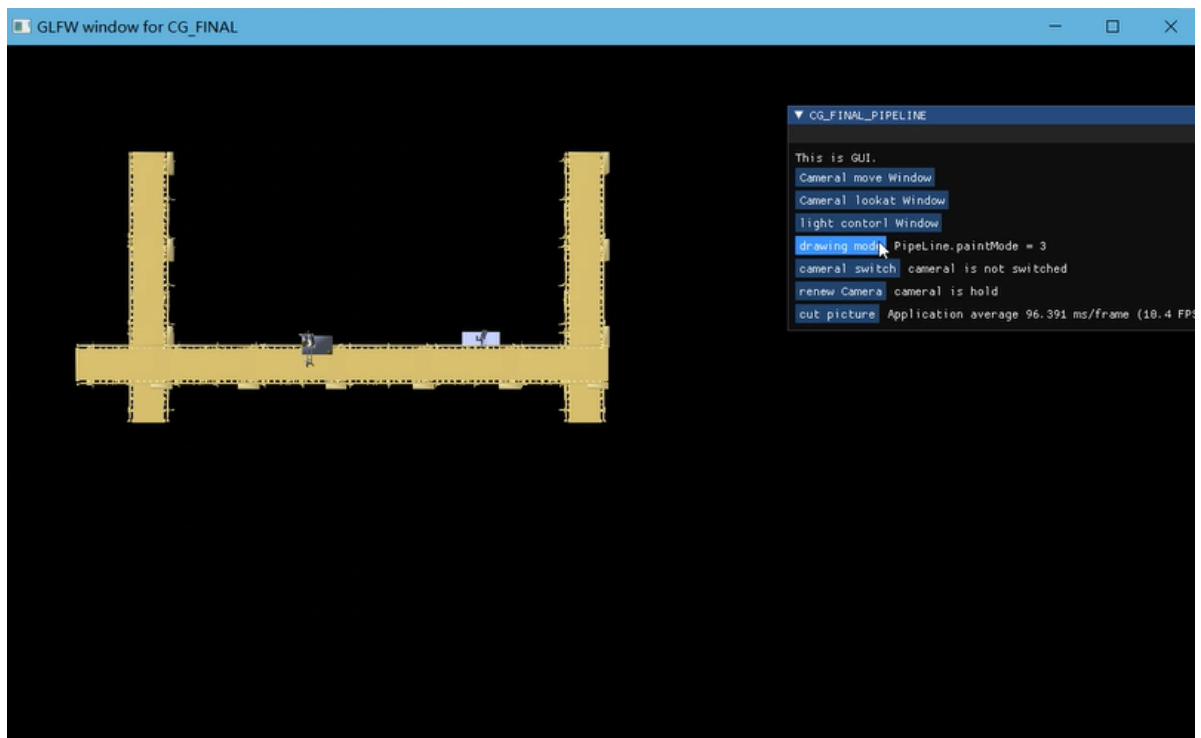 GLFW window for CG_FINAL
CG_FINAL_PIPELINE
This is GUI.
Cameral move Window
Cameral lookat Window
light contorl Window
drawing mode PipeLine.paintMode = 3
cameral switch cameral is not switched
renew Camera cameral is hold
cut picture Application average 96.391 ms/frame (10.4 FPS